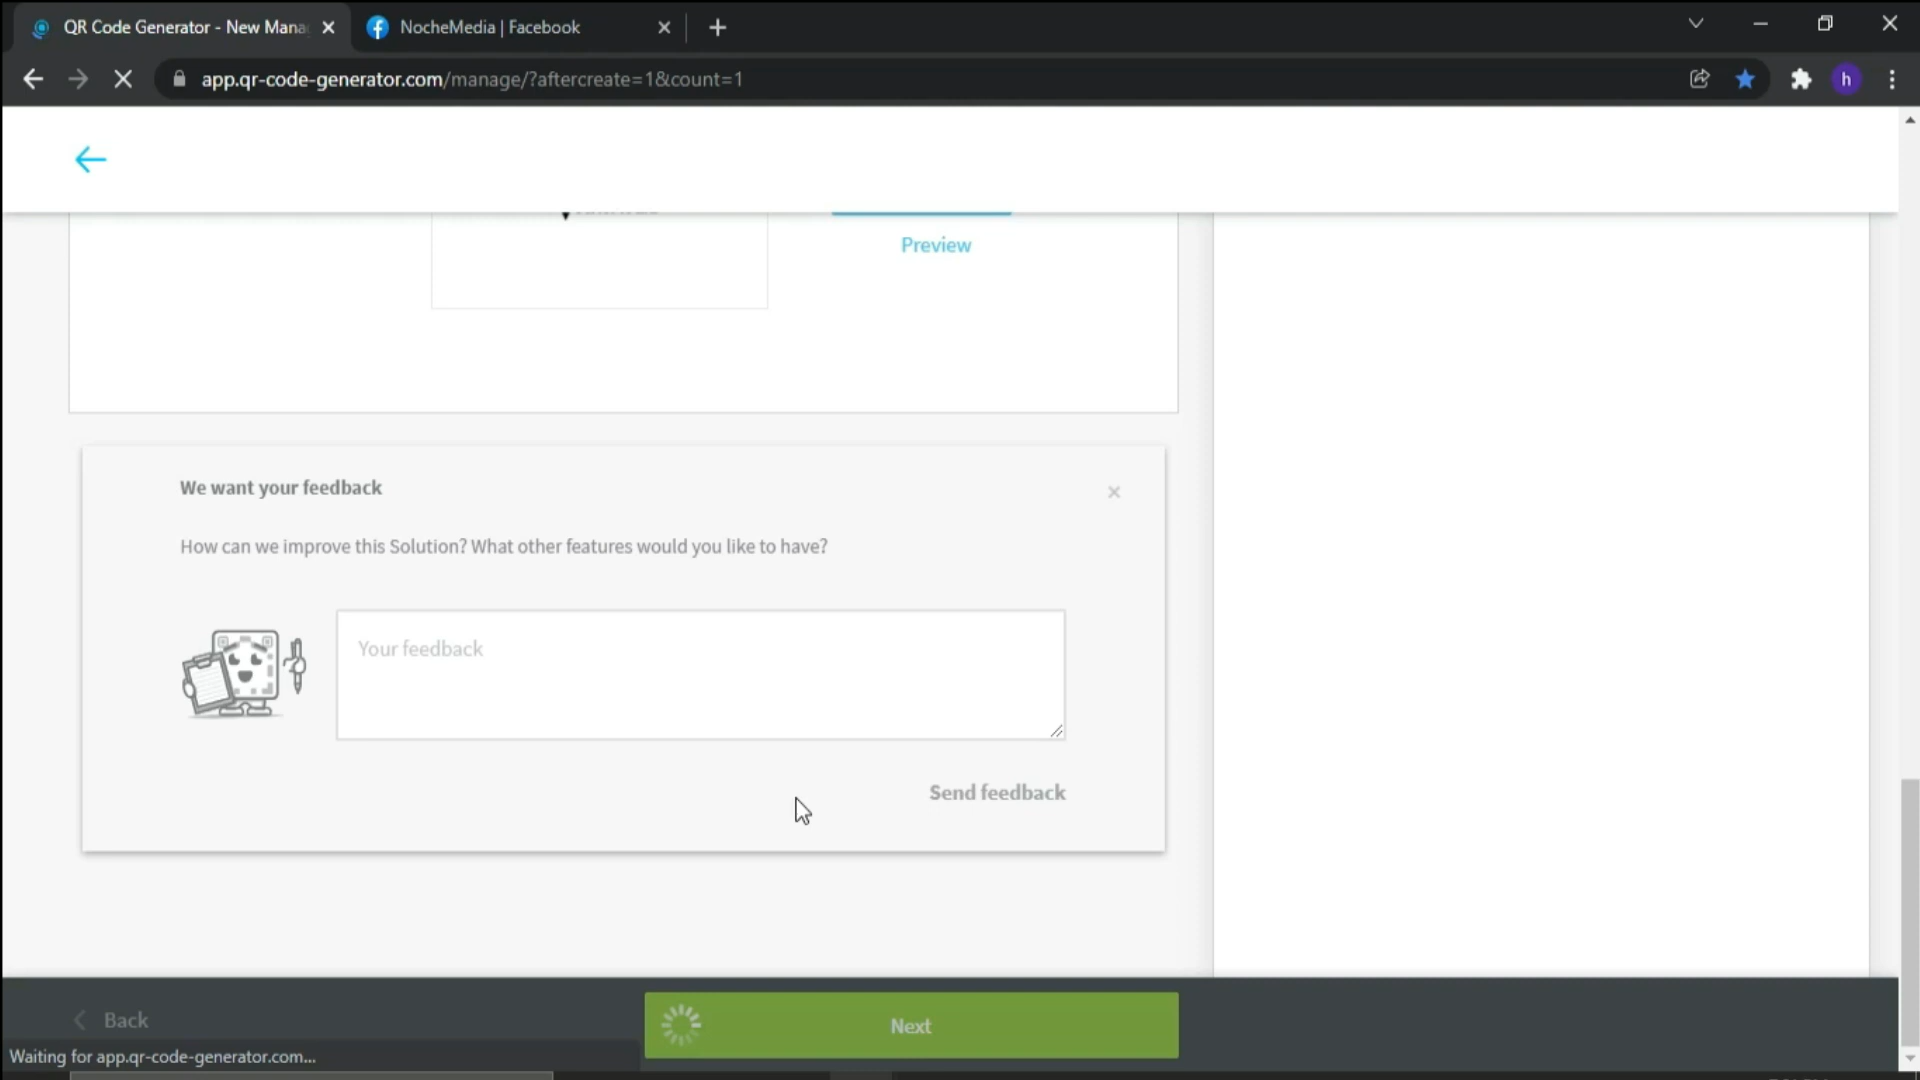 QR Code Generator - New Mana
NocheMedia | Facebook
app.qr-code-generator.com/manage/?aftercreate=1&count=1
h
Preview
We want your feedback
How can we improve this Solution? What other features would you like to have?
Your feedback
Send feedback
Back
Next
Waiting for app.qr-code-generator.com...